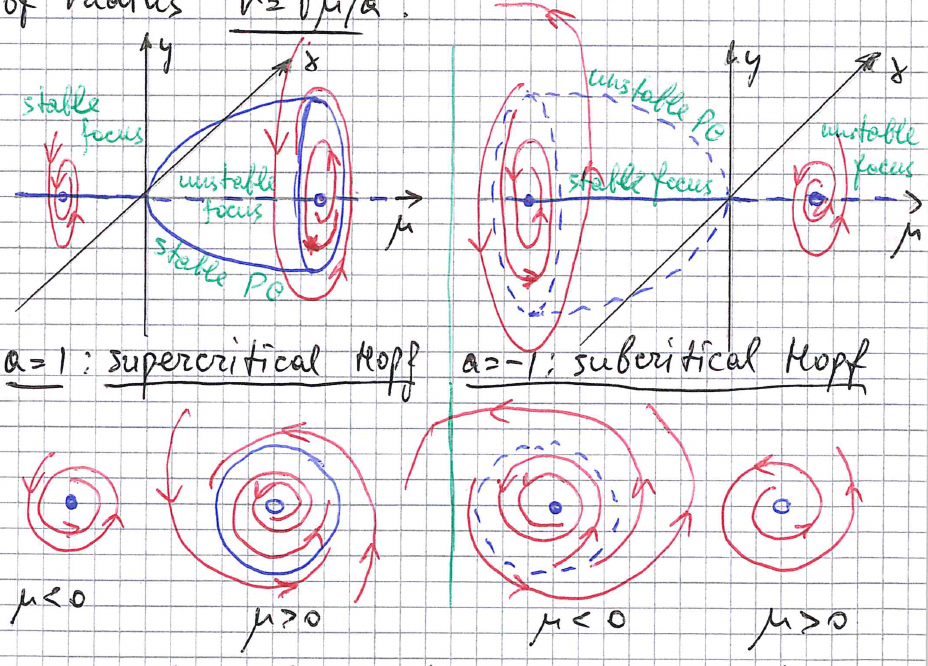 of radius r=√μ/a.
y
x
stable
focus
unstable
focus
stable PO
μ
y
x
unstable PO
stable focus
unstable
focus
μ
a=1: supercritical Hopf
a=-1: subcritical Hopf
μ<0
μ>0
μ<0
μ>0